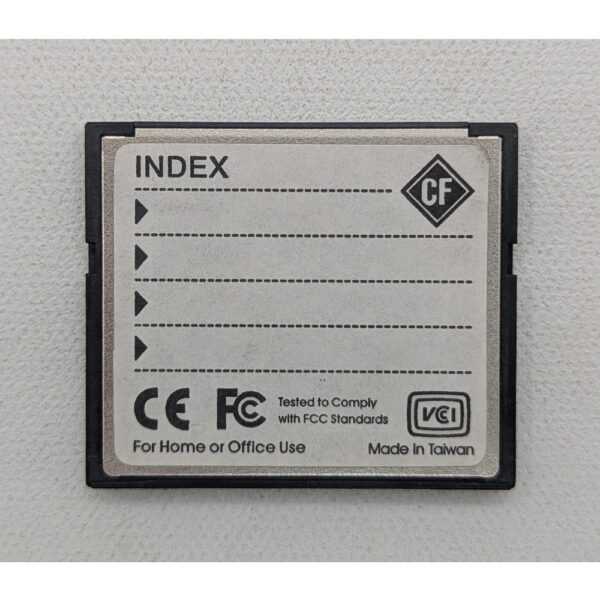 INDEX
CF
CE FC Tested to Comply
with FCC Standards
VCI
For Home or Office Use
Made In Taiwan